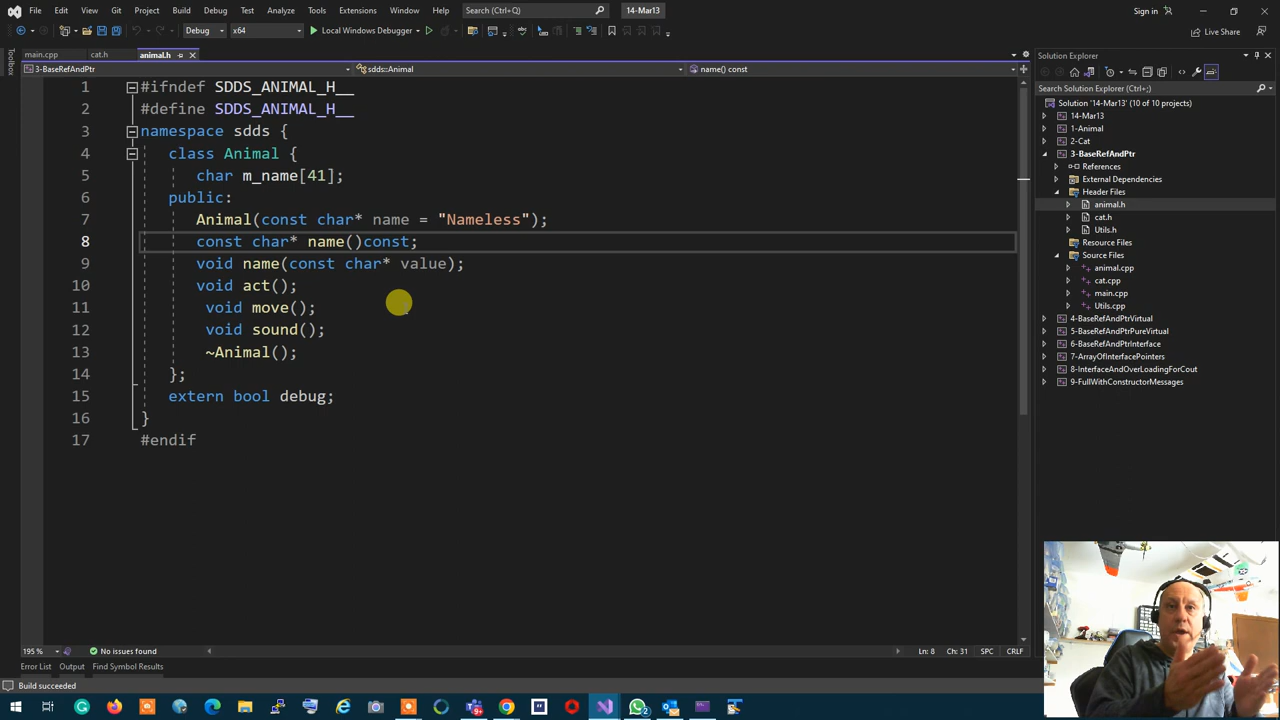 File Edit View Git Project Build Debug Test Analyze Tools Extensions Window Help Search (Ctrl+Q) 14-Mar13 Sign in
Debug x64 Local Windows Debugger Live Share
main.cpp cat.h animal.h
3-BaseRefAndPtr sdds::Animal name() const
Toolbox
1 #ifndef SDDS_ANIMAL_H__
2 #define SDDS_ANIMAL_H__
3 namespace sdds {
4 class Animal {
5 char m_name[41];
6 public:
7 Animal(const char* name = "Nameless");
8 const char* name()const;
9 void name(const char* value);
10 void act();
11 void move();
12 void sound();
13 ~Animal();
14 };
15 extern bool debug;
16 }
17 #endif
Solution Explorer
Search Solution Explorer (Ctrl+;)
Solution '14-Mar13' (10 of 10 projects)
14-Mar13
1-Animal
2-Cat
3-BaseRefAndPtr
References
External Dependencies
Header Files
animal.h
cat.h
Utils.h
Resource Files
Source Files
animal.cpp
cat.cpp
main.cpp
Utils.cpp
4-BaseRefAndPtrVirtual
5-BaseRefAndPtrPureVirtual
6-BaseRefAndPtrInterface
7-ArrayOfInterfacePointers
8-InterfaceAndOverLoadingForCout
9-FullWithConstructorMessages
195 % No issues found Ln: 8 Ch: 31 SPC CRLF
Error List Output Find Symbol Results
Build succeeded